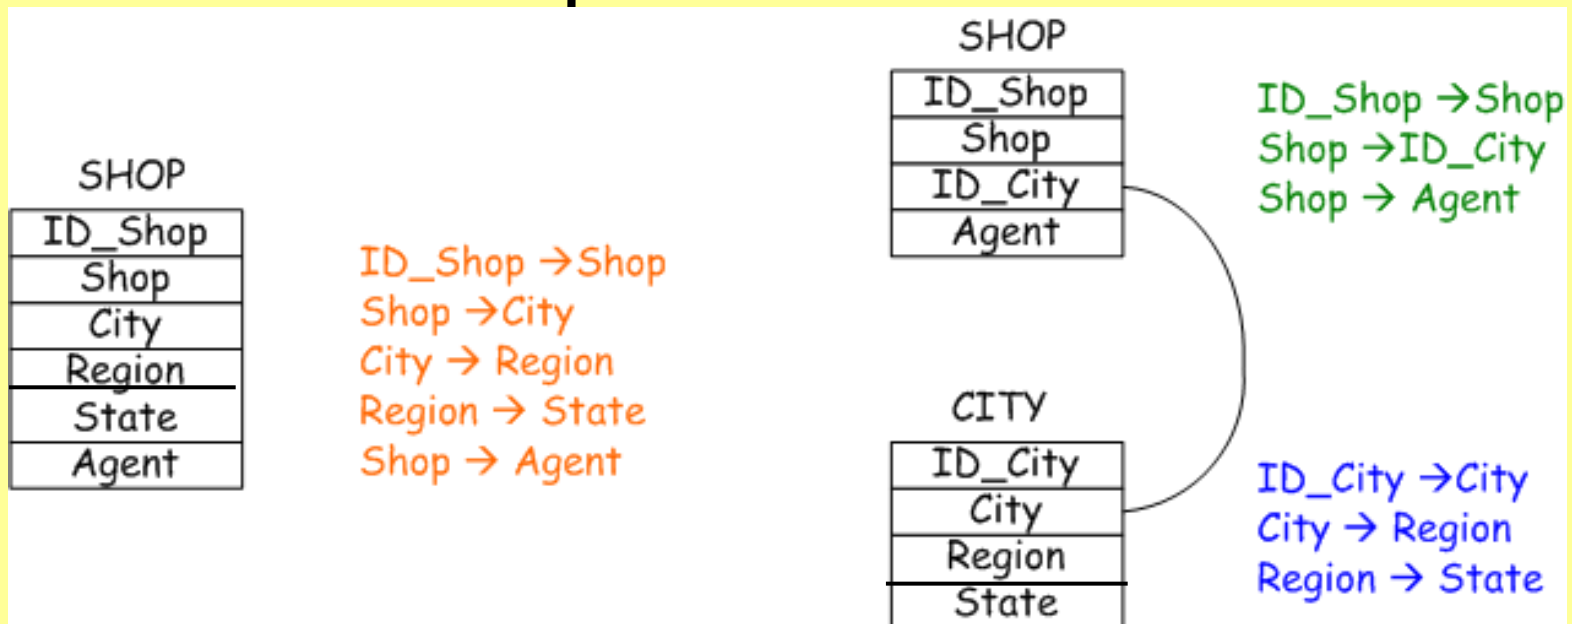 SHOP
ID_Shop
Shop
City
Region
State
Agent
ID_Shop →Shop
Shop →City
City → Region
Region → State
Shop → Agent
SHOP
ID_Shop
Shop
ID_City
Agent
ID_Shop →Shop
Shop →ID_City
Shop → Agent
CITY
ID_City
City
Region
State
ID_City →City
City → Region
Region → State